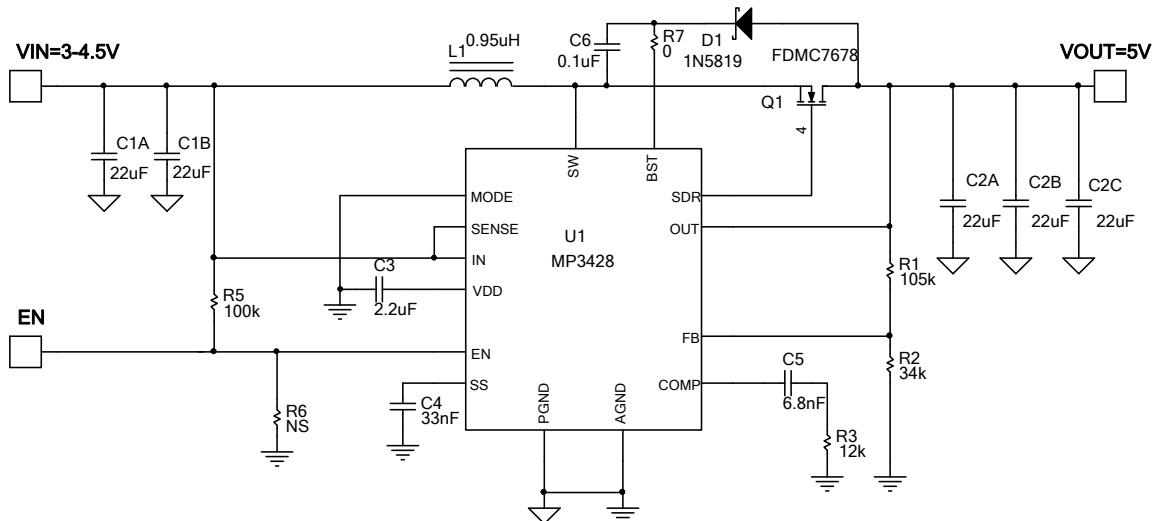 VIN=3-4.5V
L1
0.95uH
C6
0.1uF
R7
0
D1
1N5819
FDMC7678
Q1
4
VOUT=5V
C1A
22uF
C1B
22uF
SW
BST
MODE
SENSE
IN
VDD
EN
SS
U1
MP3428
SDR
OUT
FB
COMP
PGND
AGND
C3
2.2uF
R5
100k
EN
R6
NS
C4
33nF
C5
6.8nF
R3
12k
R1
105k
R2
34k
C2A
22uF
C2B
22uF
C2C
22uF